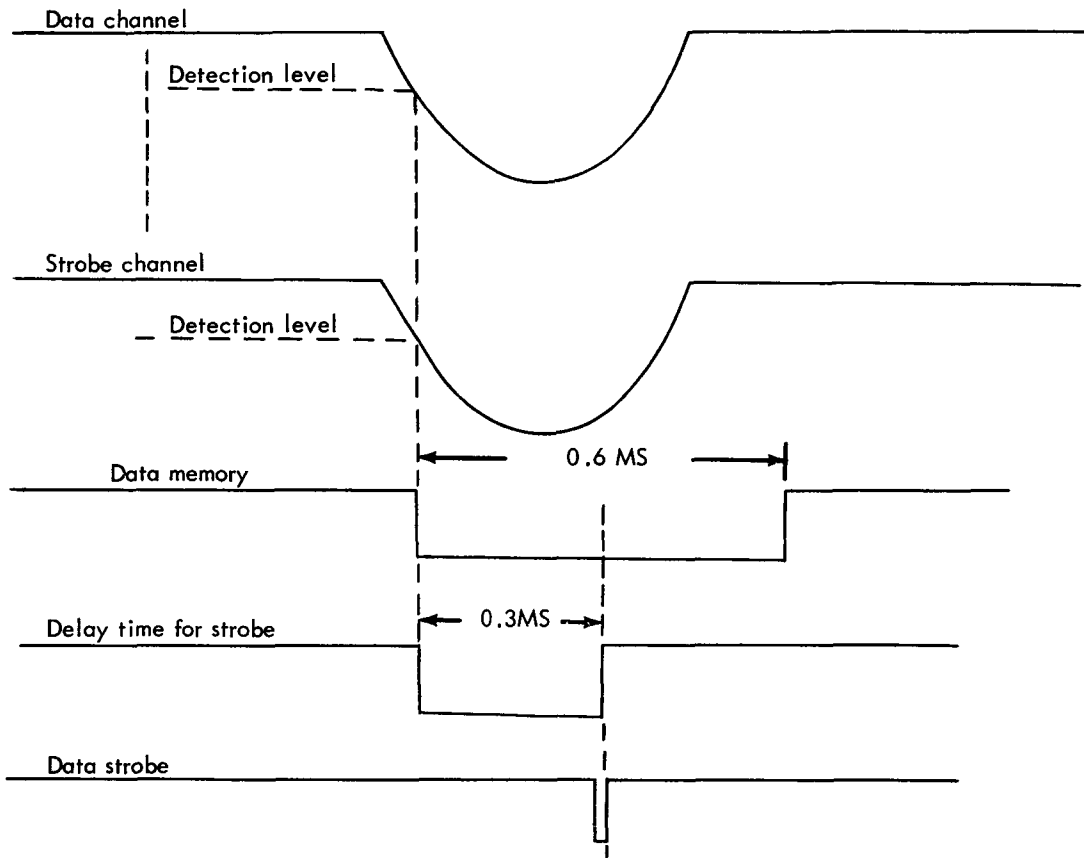 Data channel
Detection level
Strobe channel
Detection level
0.6 MS
Data memory
0.3MS
Delay time for strobe
Data strobe